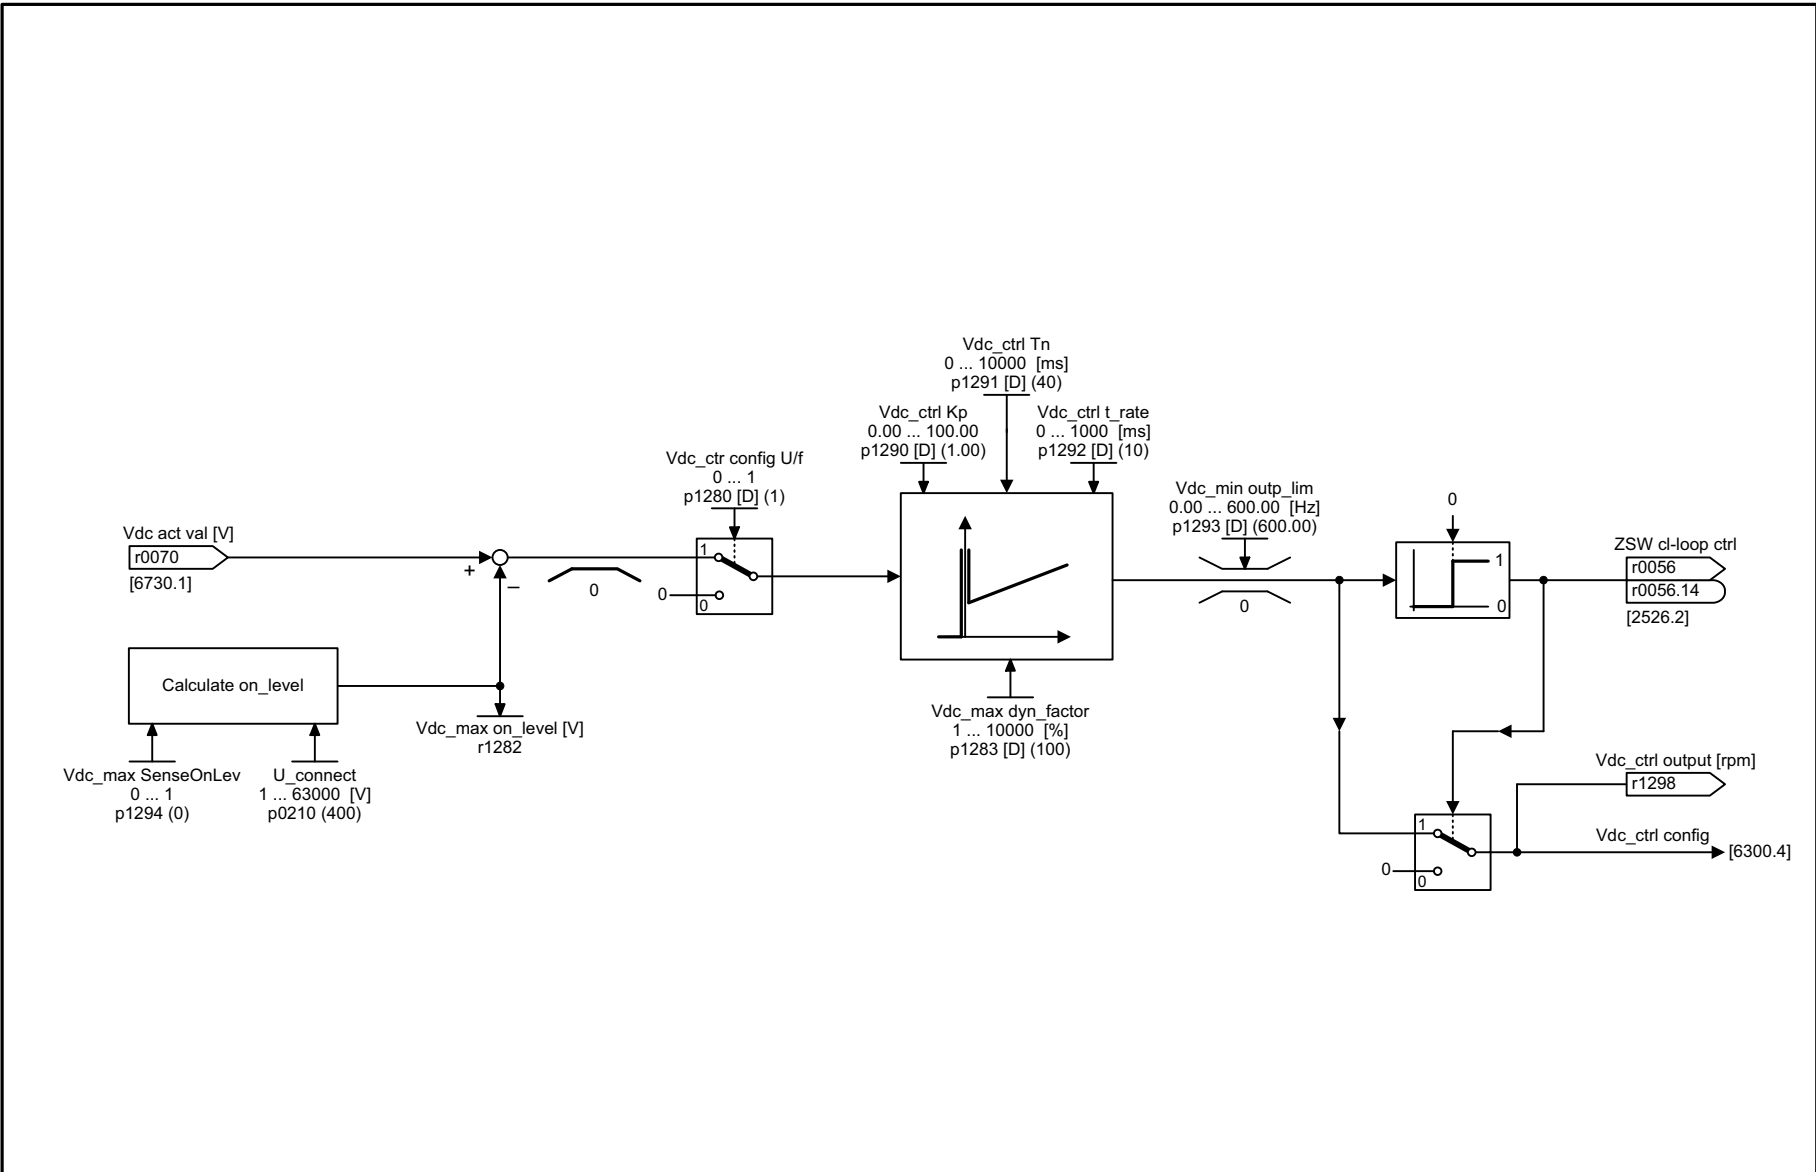 Vdc_ctrl Tn
0 ... 10000 [ms]
p1291 [D] (40)
Vdc_ctrl Kp
0.00 ... 100.00
p1290 [D] (1.00)
Vdc_ctrl t_rate
0 ... 1000 [ms]
p1292 [D] (10)
Vdc_ctr config U/f
0 ... 1
p1280 [D] (1)
Vdc_min outp_lim
0.00 ... 600.00 [Hz]
p1293 [D] (600.00)
0
Vdc act val [V]
r0070
[6730.1]
+
–
0
1
0
0
0
1
0
ZSW cl-loop ctrl
r0056
r0056.14
[2526.2]
Calculate on_level
Vdc_max on_level [V]
r1282
Vdc_max dyn_factor
1 ... 10000 [%]
p1283 [D] (100)
Vdc_max SenseOnLev
0 ... 1
p1294 (0)
U_connect
1 ... 63000 [V]
p0210 (400)
Vdc_ctrl output [rpm]
r1298
1
0
0
Vdc_ctrl config
[6300.4]